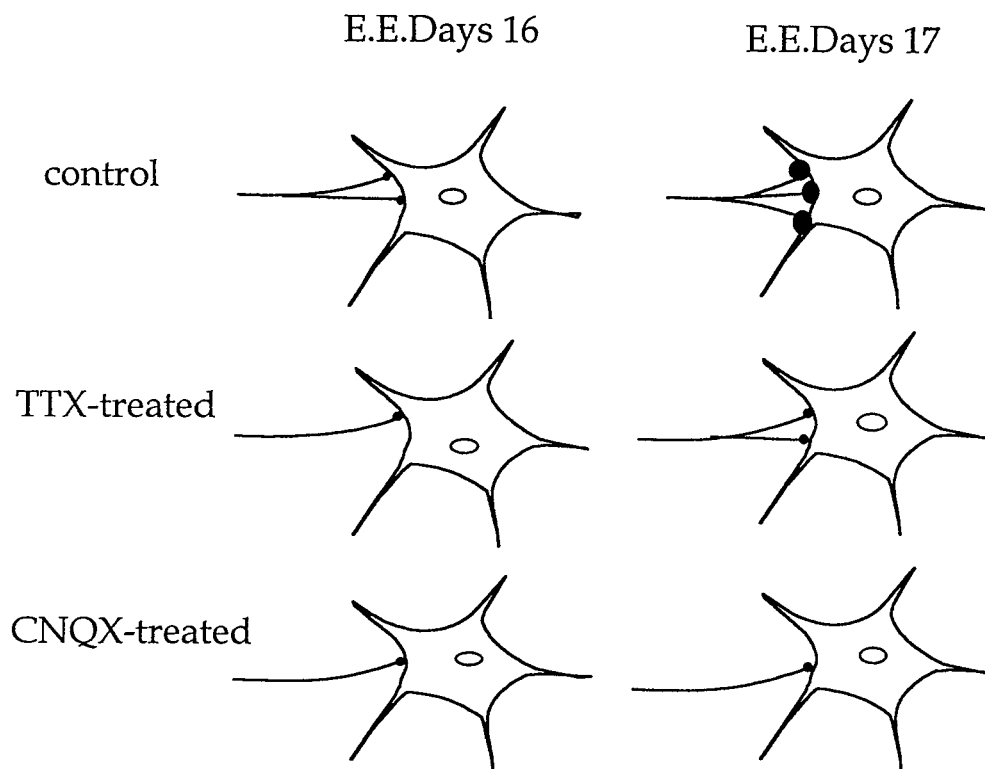 E.E.Days 16
E.E.Days 17
control
TTX-treated
CNQX-treated